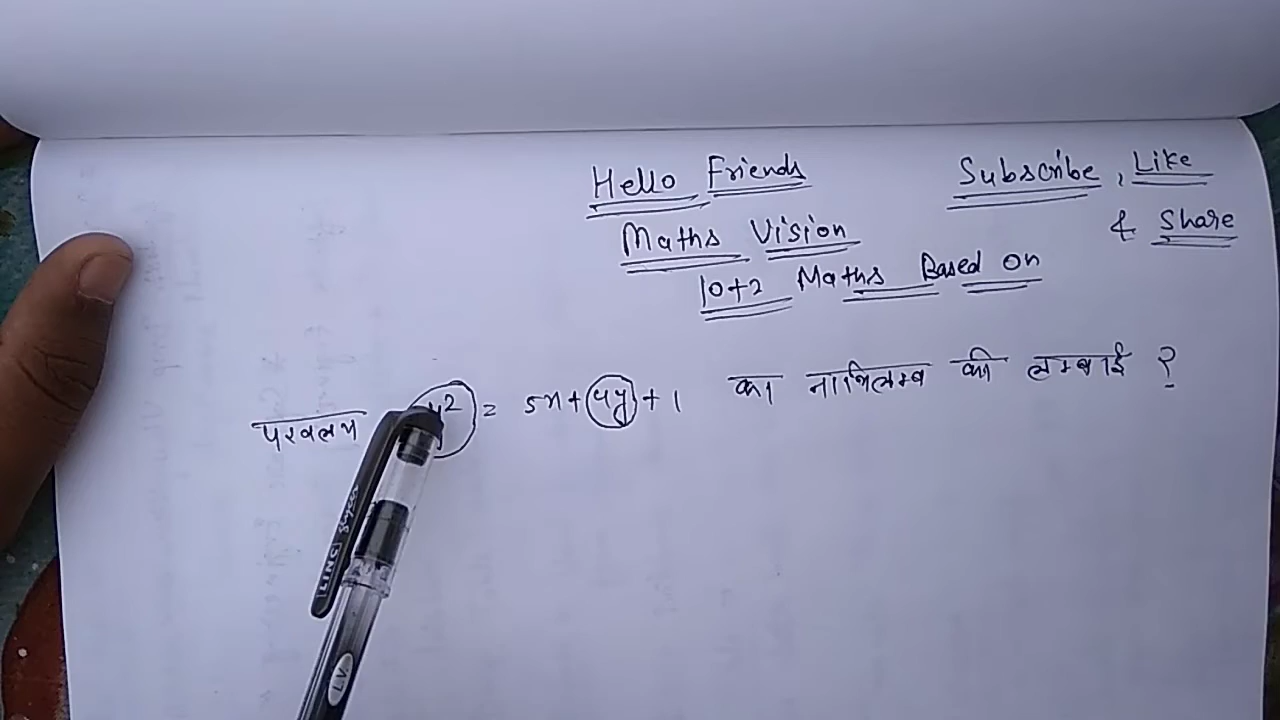 Hello Friends Subscribe, Like
& Share
Maths Vision
10+2 Maths Based on
परवलय y² = 5x + 4y + 1 का नाभिलम्ब की लम्बाई ?
LINC
L.V.